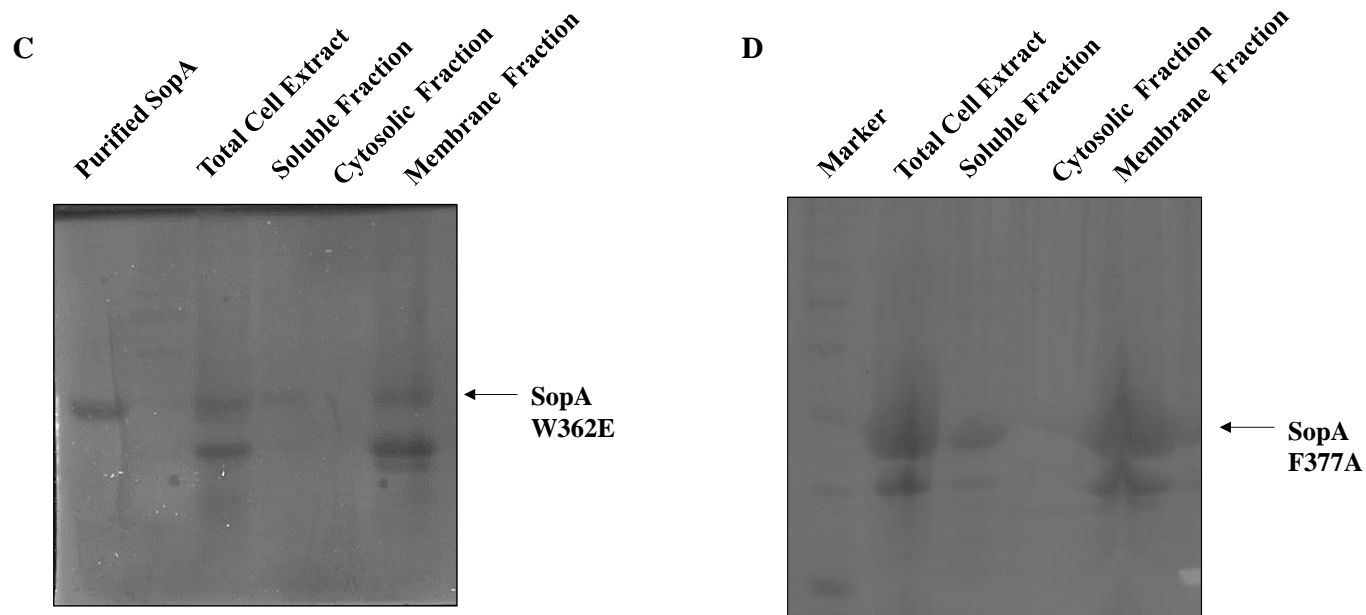 C
Purified SopA
Total Cell Extract
Soluble Fraction
Cytosolic Fraction
Membrane Fraction
SopA
W362E
D
Marker
Total Cell Extract
Soluble Fraction
Cytosolic Fraction
Membrane Fraction
SopA
F377A